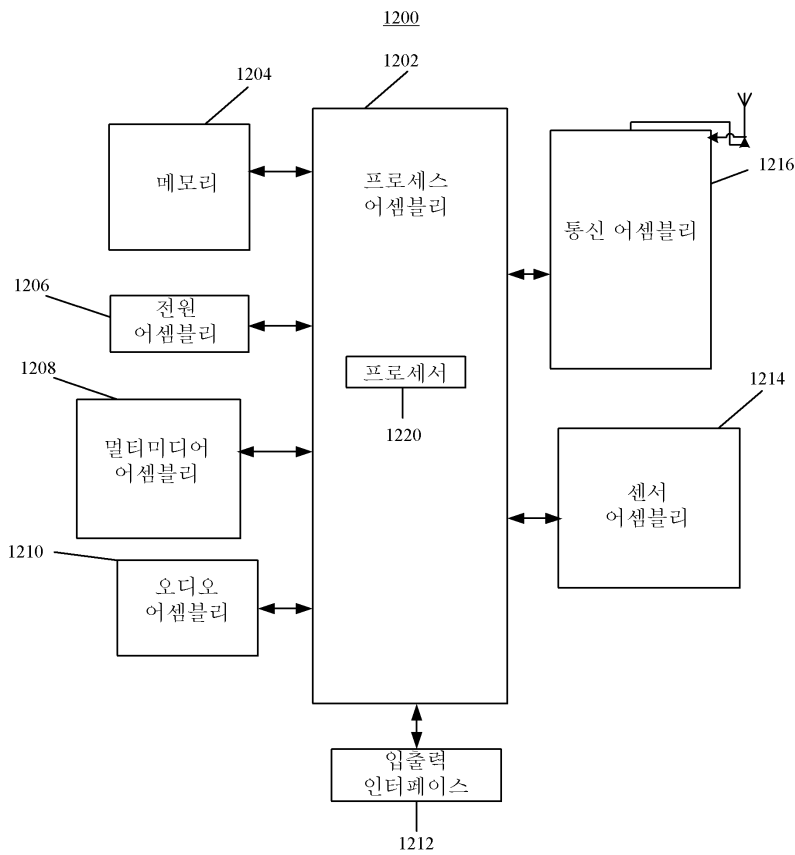 1200
1202
1204
메모리
프로세스
어셈블리
1216
통신 어셈블리
1206
전원
어셈블리
프로세서
1220
1208
멀티미디어
어셈블리
1214
센서
어셈블리
1210
오디오
어셈블리
입출력
인터페이스
1212